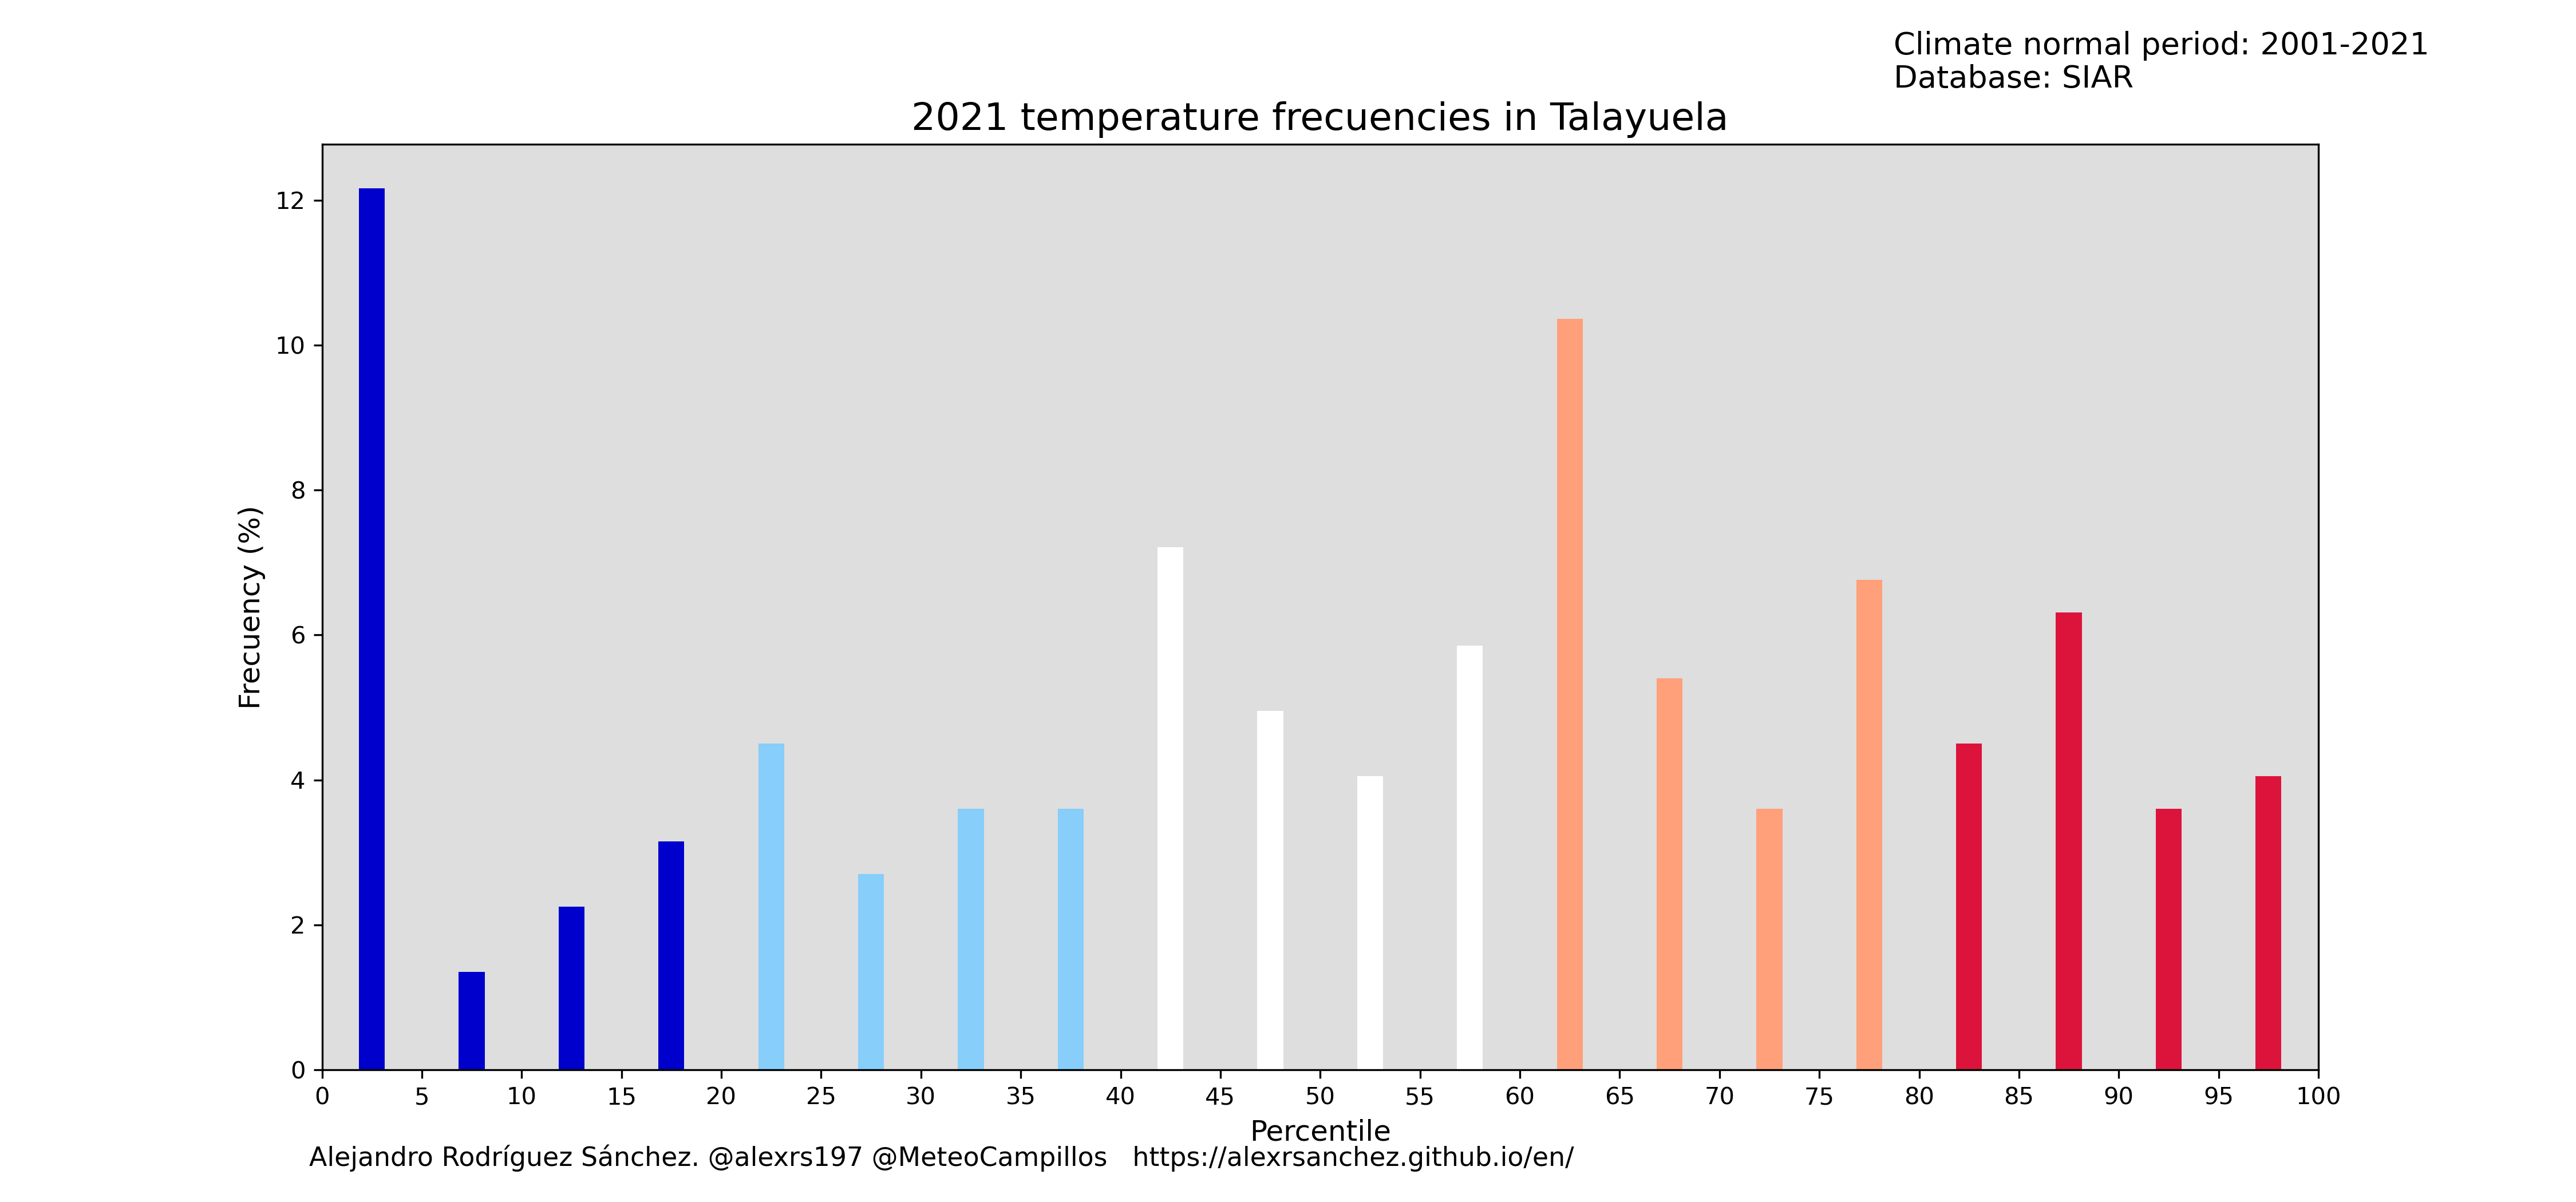 Climate normal period: 2001-2021
Database: SIAR
2021 temperature frecuencies in Talayuela
Frecuency (%)
12
10
8
6
4
2
0
0 5 10 15 20 25 30 35 40 45 50 55 60 65 70 75 80 85 90 95 100
Percentile
Alejandro Rodríguez Sánchez. @alexrs197 @MeteoCampillos https://alexrsanchez.github.io/en/